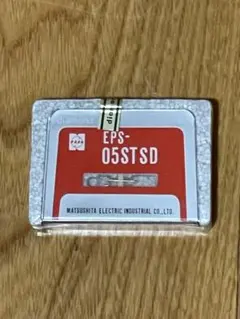 EPS-
05STSD
MATSUSHITA ELECTRIC INDUSTRIAL CO.,LTD.